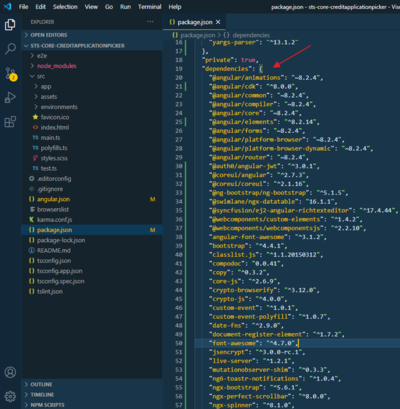 package.json - sts-core-creditapplicationpicker - Vis
EXPLORER
OPEN EDITORS
STS-CORE-CREDITAPPLICATIONPICKER
e2e
node_modules
src
app
assets
environments
favicon.ico
index.html
main.ts
polyfills.ts
styles.scss
test.ts
.editorconfig
.gitignore
angular.json M
browserslist
karma.conf.js
package.json M
package-lock.json
README.md
tsconfig.json
tsconfig.app.json
tsconfig.spec.json
tslint.json
OUTLINE
TIMELINE
NPM SCRIPTS
package.json M
package.json > ...
16 "yargs-parser": "^13.1.2"
17 },
18 "private": true,
19 "dependencies": {
20 "@angular/animations": "~8.2.4",
21 "@angular/cdk": "^8.0.0",
22 "@angular/common": "~8.2.4",
23 "@angular/compiler": "~8.2.4",
24 "@angular/core": "~8.2.4",
25 "@angular/elements": "^8.2.14",
26 "@angular/forms": "~8.2.4",
27 "@angular/platform-browser": "~8.2.4",
28 "@angular/platform-browser-dynamic": "~8.2.4",
29 "@angular/router": "~8.2.4",
30 "@auth0/angular-jwt": "^3.0.1",
31 "@coreui/angular": "^2.7.3",
32 "@coreui/coreui": "^2.1.16",
33 "@ng-bootstrap/ng-bootstrap": "^5.1.5",
34 "@swimlane/ngx-datatable": "16.1.1",
35 "@syncfusion/ej2-angular-richtexteditor": "^17.4.44",
36 "@webcomponents/custom-elements": "^1.4.2",
37 "@webcomponents/webcomponentsjs": "^2.2.10",
38 "angular-font-awesome": "^3.1.2",
39 "bootstrap": "^4.4.1",
40 "classlist.js": "^1.1.20150312",
41 "compodoc": "0.0.41",
42 "copy": "^0.3.2",
43 "core-js": "^2.6.9",
44 "crypto-browserify": "^3.12.0",
45 "crypto-js": "^4.0.0",
46 "custom-event": "^1.0.1",
47 "custom-event-polyfill": "^1.0.7",
48 "date-fns": "^2.9.0",
49 "document-register-element": "^1.7.2",
50 "font-awesome": "^4.7.0",
51 "jsencrypt": "^3.0.0-rc.1",
52 "live-server": "^1.2.1",
53 "mutationobserver-shim": "^0.3.3",
54 "ng6-toastr-notifications": "^1.0.4",
55 "ngx-bootstrap": "^5.6.1",
56 "ngx-perfect-scrollbar": "^8.0.0",
57 "ngx-spinner": "^8.1.0",